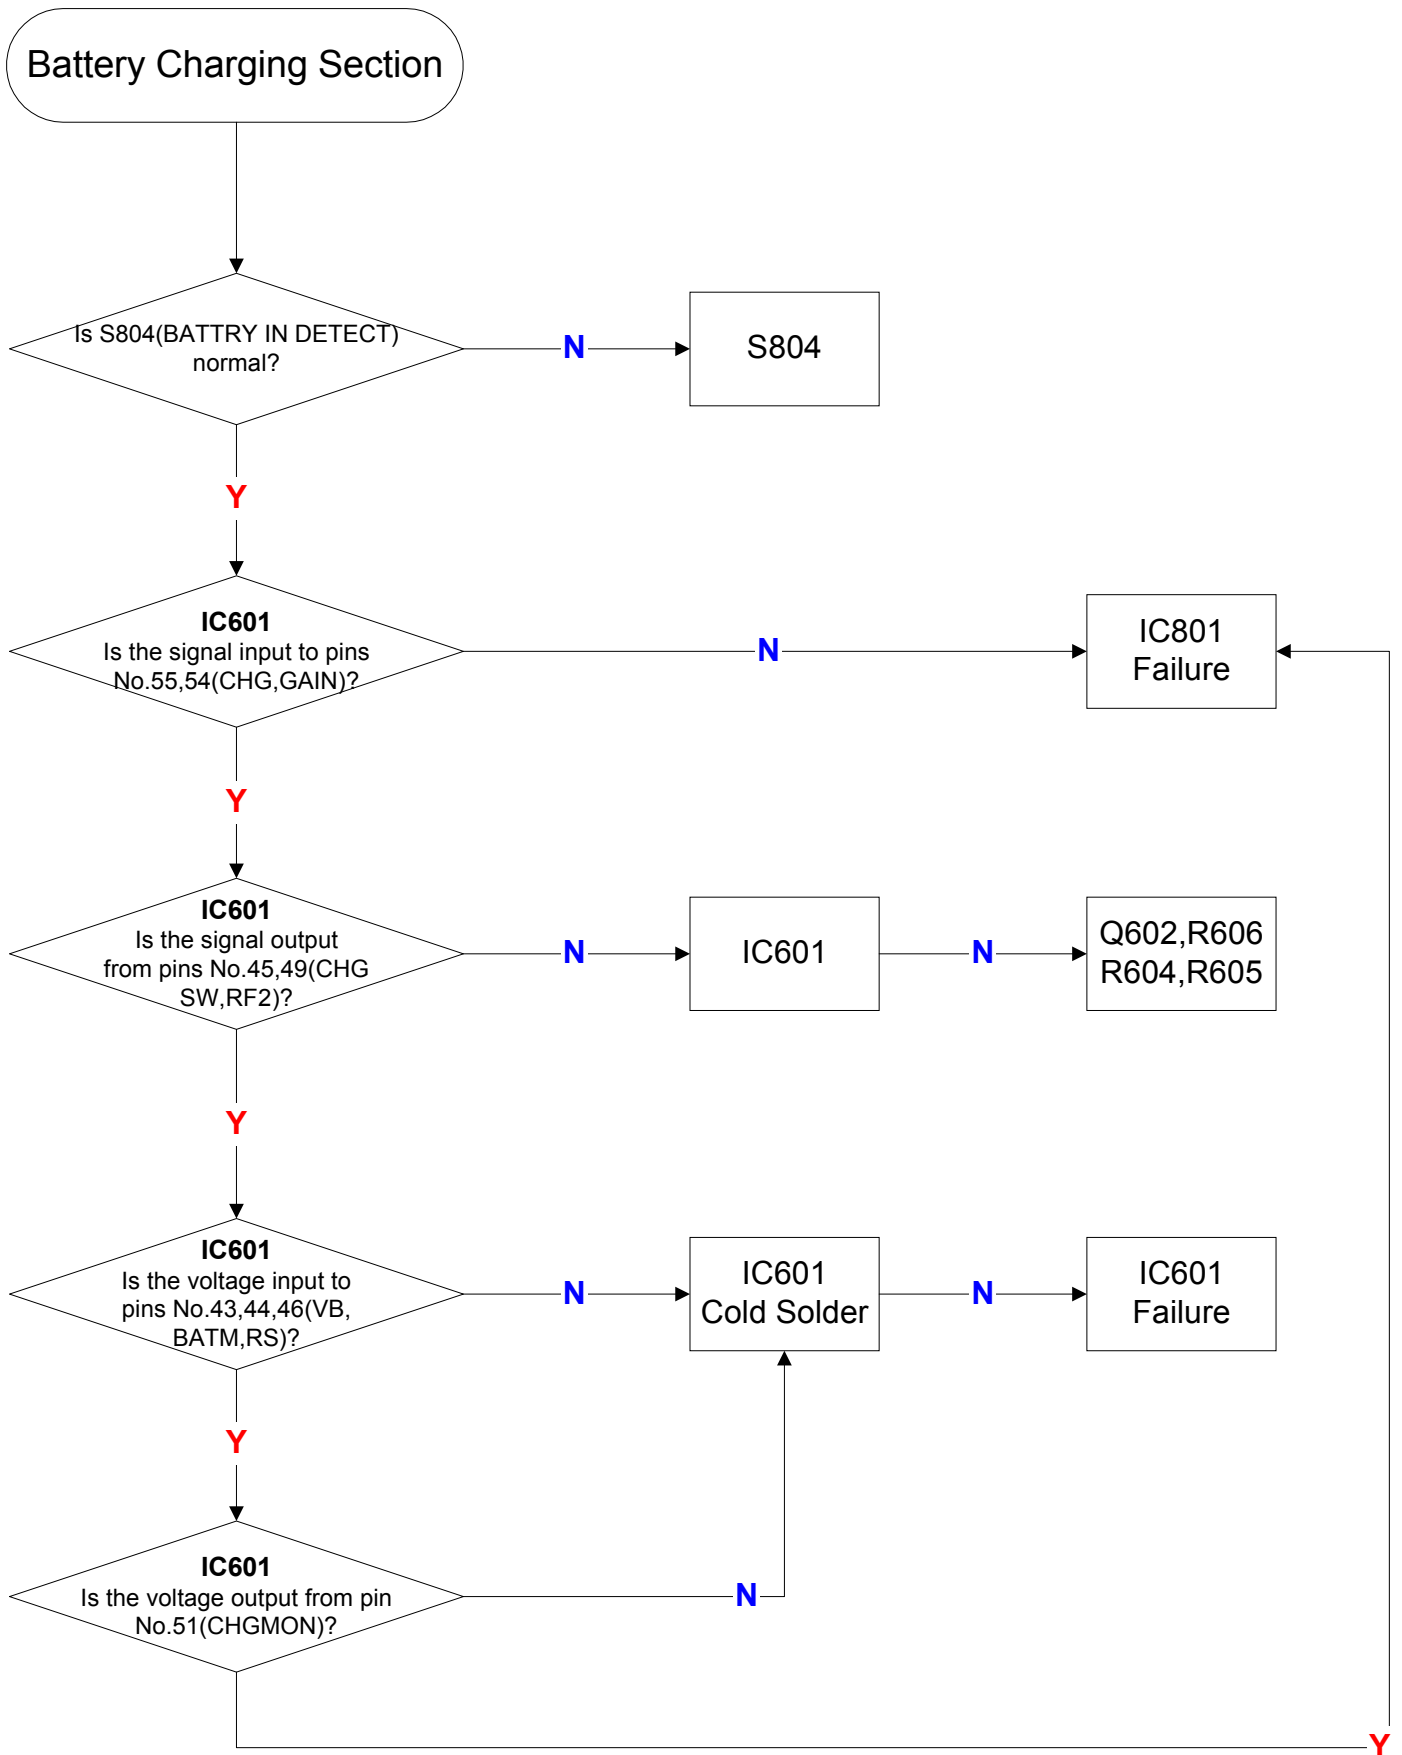 Battery Charging Section
Is S804(BATTRY IN DETECT)
normal?
N
S804
Y
IC601
Is the signal input to pins
No.55,54(CHG,GAIN)?
N
IC801
Failure
Y
IC601
Is the signal output
from pins No.45,49(CHG
SW,RF2)?
N
IC601
N
Q602,R606
R604,R605
Y
IC601
Is the voltage input to
pins No.43,44,46(VB,
BATM,RS)?
N
IC601
Cold Solder
N
IC601
Failure
Y
IC601
Is the voltage output from pin
No.51(CHGMON)?
N
Y